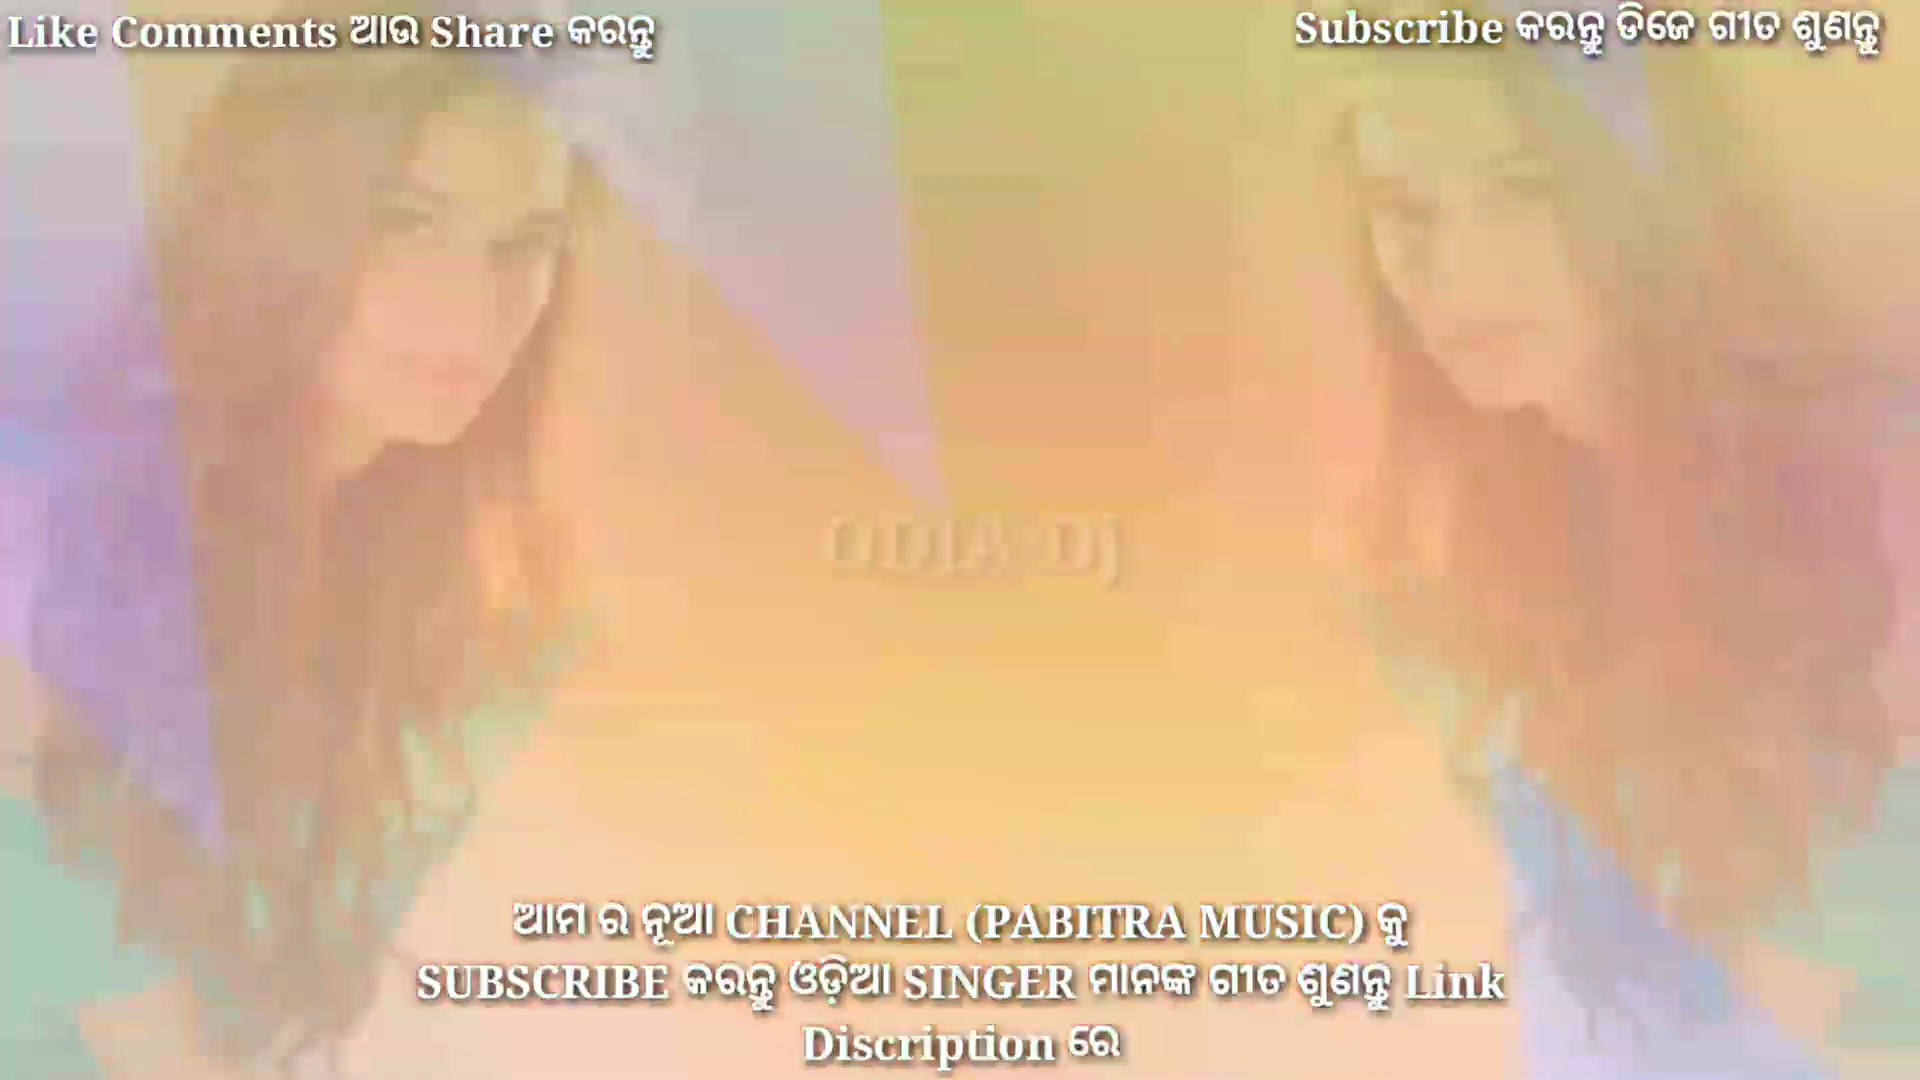 Like Comments ଆଉ Share କରନ୍ତୁ
Subscribe କରନ୍ତୁ ଡିଜେ ଗୀତ ଶୁଣନ୍ତୁ
ODIA Dj
ଆମ ର ନୂଆ CHANNEL (PABITRA MUSIC) କୁ
SUBSCRIBE କରନ୍ତୁ ଓଡ଼ିଆ SINGER ମାନଙ୍କ ଗୀତ ଶୁଣନ୍ତୁ Link
Discription ରେ